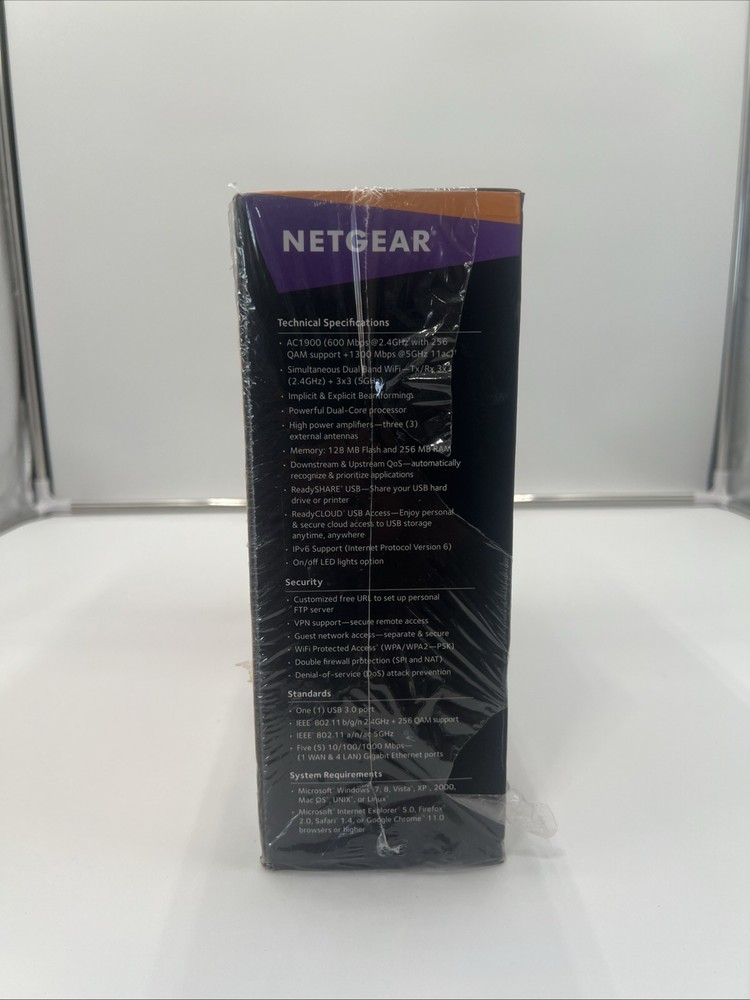 NETGEAR®
Technical Specifications
• AC1900 (600 Mbps @2.4GHz with 256
QAM support +1300 Mbps @5GHz 11ac)†
• Simultaneous Dual Band WiFi—Tx/Rx 3x3
(2.4GHz) + 3x3 (5GHz)
• Implicit & Explicit Beamforming
• Powerful Dual-Core processor
• High power amplifiers—three (3)
external antennas
• Memory: 128 MB Flash and 256 MB RAM
• Downstream & Upstream QoS—automatically
recognize & prioritize applications
• ReadySHARE® USB—Share your USB hard
drive or printer
• ReadyCLOUD® USB Access—Enjoy personal
& secure cloud access to USB storage
anytime, anywhere
• IPv6 Support (Internet Protocol Version 6)
• On/off LED lights option
Security
• Customized free URL to set up personal
FTP server
• VPN support—secure remote access
• Guest network access—separate & secure
• WiFi Protected Access® (WPA/WPA2—PSK)
• Double firewall protection (SPI and NAT)
• Denial-of-service (DoS) attack prevention
Standards
• One (1) USB 3.0 port
• IEEE® 802.11 b/g/n 2.4GHz + 256 QAM support
• IEEE® 802.11 a/n/ac 5GHz
• Five (5) 10/100/1000 Mbps—
(1 WAN & 4 LAN) Gigabit Ethernet ports
System Requirements
• Microsoft® Windows® 7, 8, Vista®, XP®, 2000,
Mac OS®, UNIX®, or Linux®
• Microsoft® Internet Explorer® 5.0, Firefox®
2.0, Safari® 1.4, or Google Chrome™ 11.0
browsers or higher